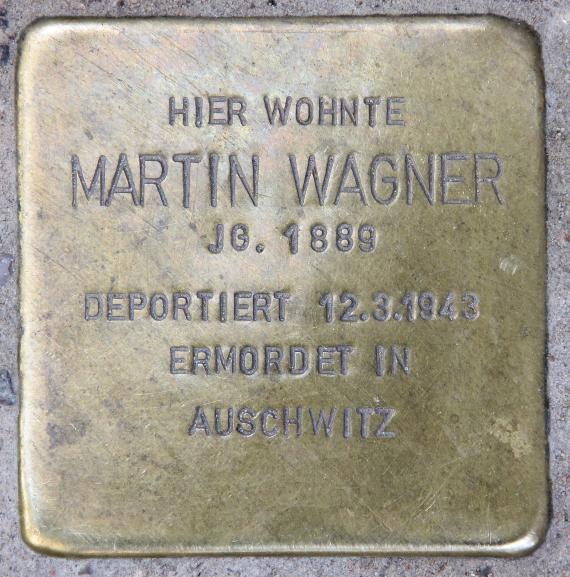 HIER WOHNTE
MARTIN WAGNER
JG. 1889
DEPORTIERT 12.3.1943
ERMORDET IN
AUSCHWITZ